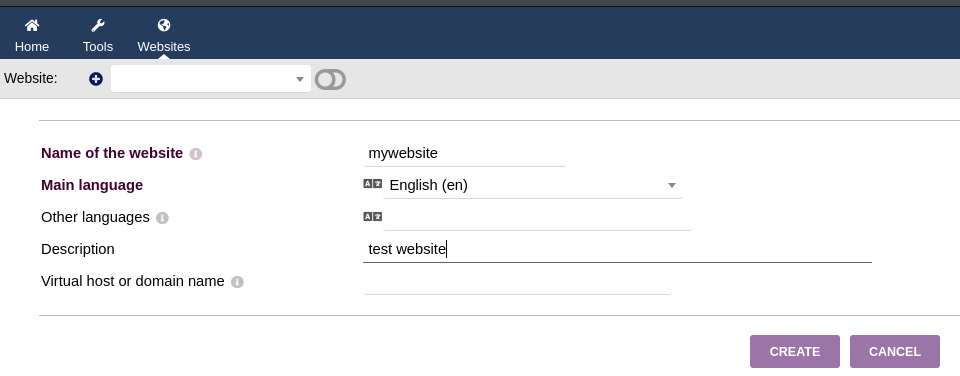 Home Tools Websites
Website:
Name of the website mywebsite
Main language English (en)
Other languages
Description test website
Virtual host or domain name
CREATE CANCEL